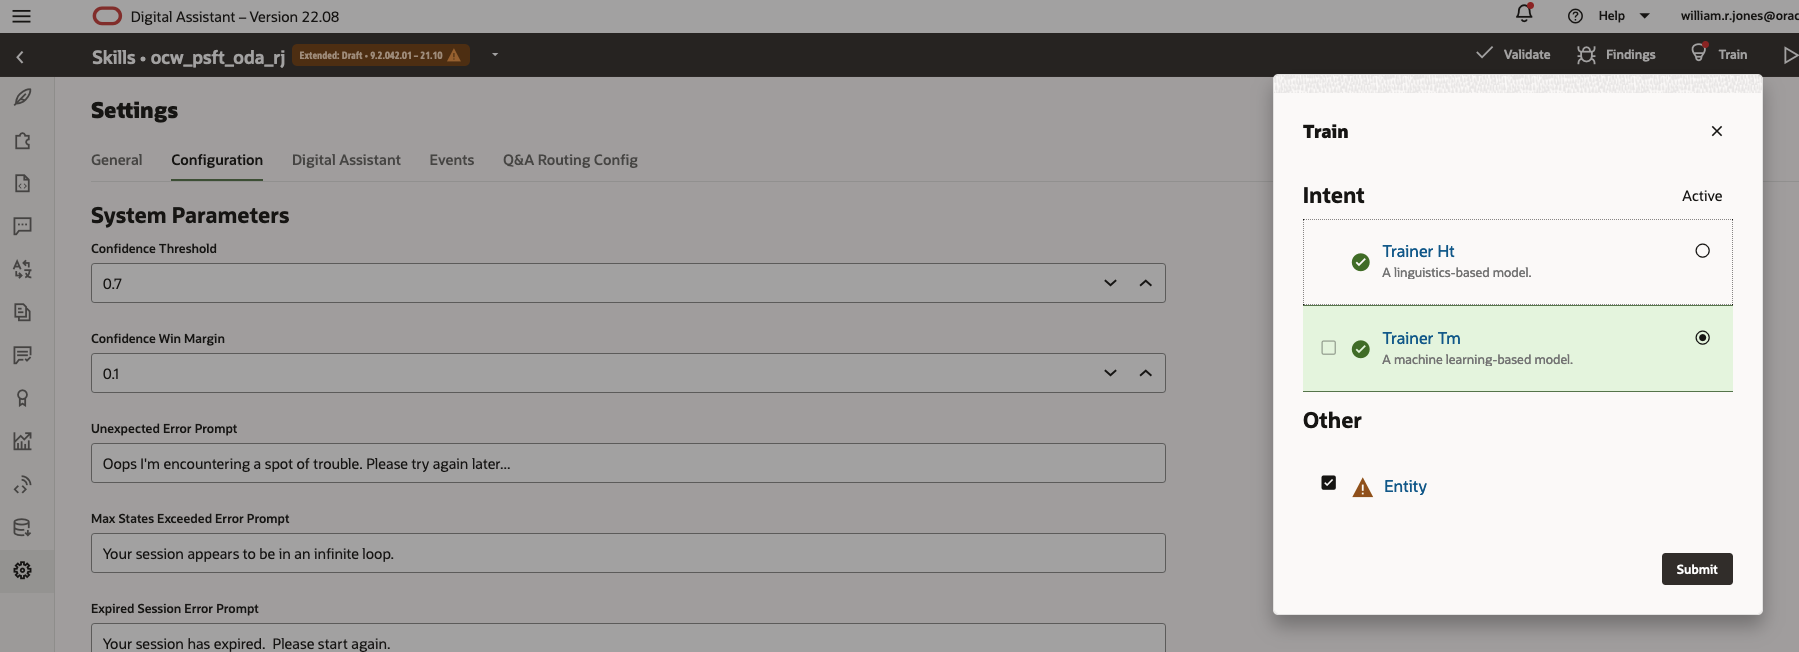 Digital Assistant – Version 22.08
Help
william.r.jones@orac
Skills • ocw_psft_oda_rj
Extended: Draft • 9.2.042.01 – 21.10
Validate
Findings
Train
Settings
General
Configuration
Digital Assistant
Events
Q&A Routing Config
System Parameters
Confidence Threshold
0.7
Confidence Win Margin
0.1
Unexpected Error Prompt
Oops I'm encountering a spot of trouble. Please try again later...
Max States Exceeded Error Prompt
Your session appears to be in an infinite loop.
Expired Session Error Prompt
Your session has expired.  Please start again.
Train
Intent
Active
Trainer Ht
A linguistics-based model.
Trainer Tm
A machine learning-based model.
Other
Entity
Submit